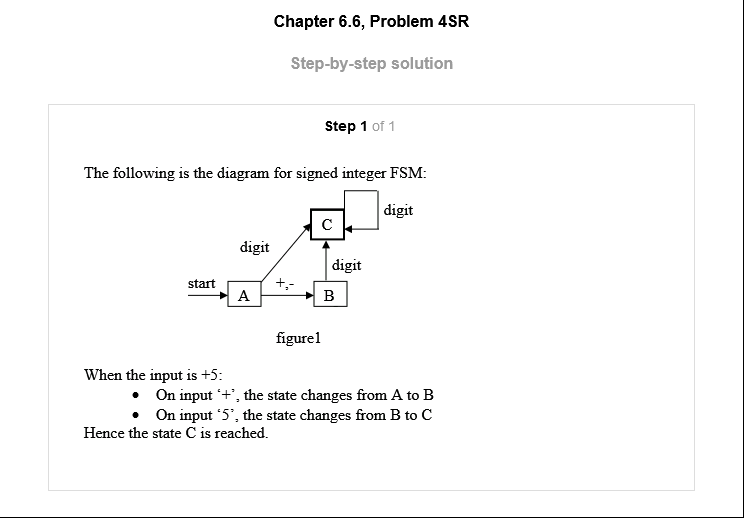 Chapter 6.6, Problem 4SR
Step-by-step solution
Step 1 of 1
The following is the diagram for signed integer FSM:
digit
C
digit
digit
start
+,-
A
B
figure1
When the input is +5:
• On input ‘+’, the state changes from A to B
• On input ‘5’, the state changes from B to C
Hence the state C is reached.